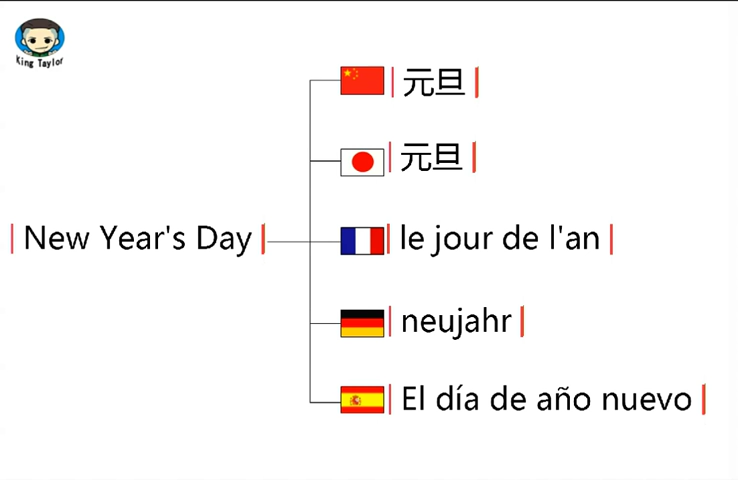 King Taylor
元旦
元旦
New Year's Day
le jour de l'an
neujahr
El día de año nuevo